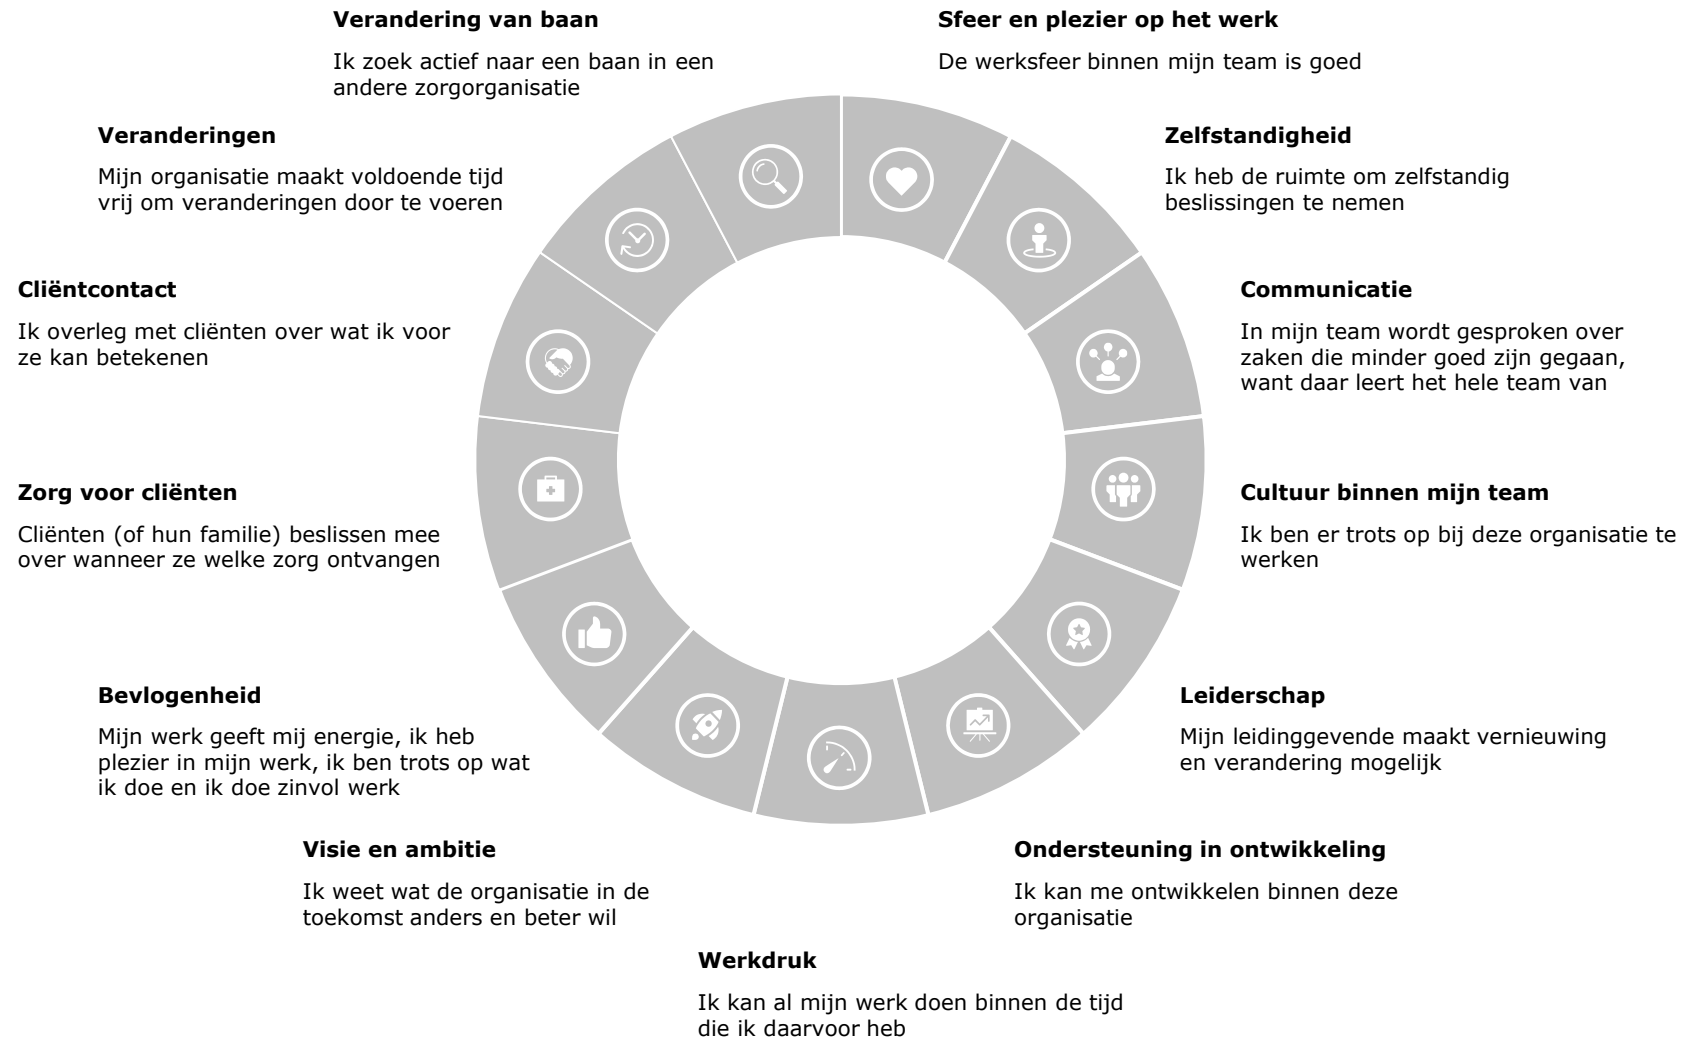 Verandering van baan
Ik zoek actief naar een baan in een
andere zorgorganisatie
Sfeer en plezier op het werk
De werksfeer binnen mijn team is goed
Veranderingen
Mijn organisatie maakt voldoende tijd
vrij om veranderingen door te voeren
Zelfstandigheid
Ik heb de ruimte om zelfstandig
beslissingen te nemen
Cliëntcontact
Ik overleg met cliënten over wat ik voor
ze kan betekenen
Communicatie
In mijn team wordt gesproken over
zaken die minder goed zijn gegaan,
want daar leert het hele team van
Zorg voor cliënten
Cliënten (of hun familie) beslissen mee
over wanneer ze welke zorg ontvangen
Cultuur binnen mijn team
Ik ben er trots op bij deze organisatie te
werken
Bevlogenheid
Mijn werk geeft mij energie, ik heb
plezier in mijn werk, ik ben trots op wat
ik doe en ik doe zinvol werk
Leiderschap
Mijn leidinggevende maakt vernieuwing
en verandering mogelijk
Visie en ambitie
Ik weet wat de organisatie in de
toekomst anders en beter wil
Ondersteuning in ontwikkeling
Ik kan me ontwikkelen binnen deze
organisatie
Werkdruk
Ik kan al mijn werk doen binnen de tijd
die ik daarvoor heb